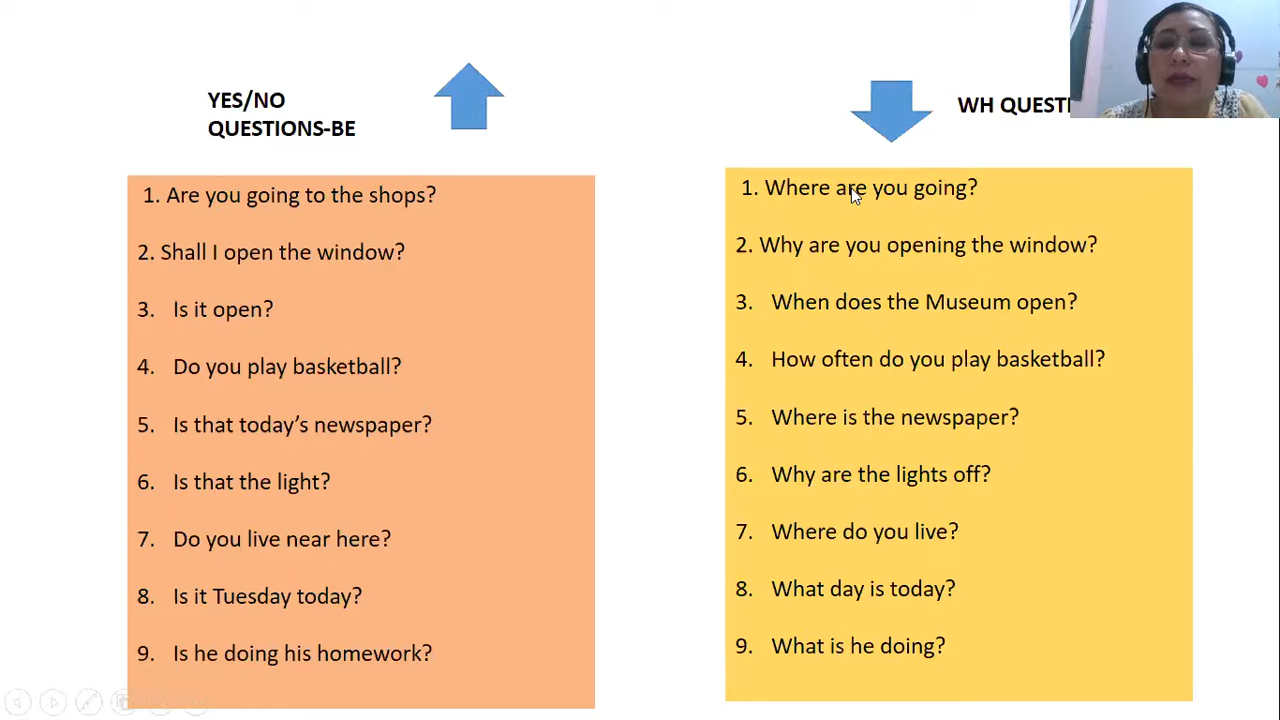 YES/NO
QUESTIONS-BE
1. Are you going to the shops?
2. Shall I open the window?
3. Is it open?
4. Do you play basketball?
5. Is that today’s newspaper?
6. Is that the light?
7. Do you live near here?
8. Is it Tuesday today?
9. Is he doing his homework?
WH
1. Where are you going?
2. Why are you opening the window?
3. When does the Museum open?
4. How often do you play basketball?
5. Where is the newspaper?
6. Why are the lights off?
7. Where do you live?
8. What day is today?
9. What is he doing?